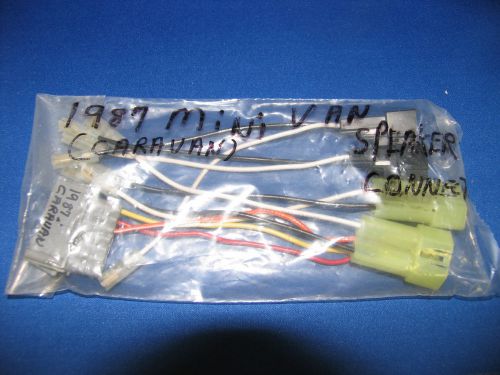 1987 MINI VAN
(CARAVAN) SPEAKER
CONNECT
1987
CARAVAN